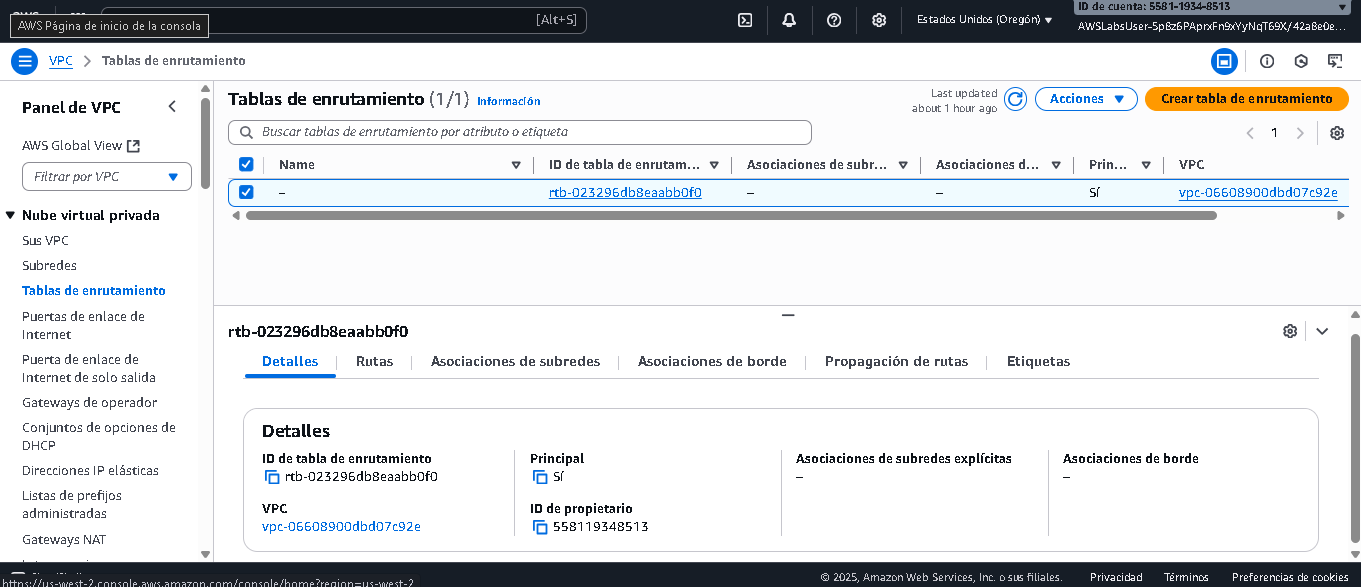 [Alt+S]
AWS Página de inicio de la consola
Estados Unidos (Oregón)
ID de cuenta: 5581-1934-8513
AWSLabsUser-5p8z6PAprxFn9xYyNqT69X/42a8e0e...
VPC
Tablas de enrutamiento
Panel de VPC
AWS Global View
Filtrar por VPC
Nube virtual privada
Sus VPC
Subredes
Tablas de enrutamiento
Puertas de enlace de
Internet
Puerta de enlace de
Internet de solo salida
Gateways de operador
Conjuntos de opciones de
DHCP
Direcciones IP elásticas
Listas de prefijos
administradas
Gateways NAT
Tablas de enrutamiento (1/1) Información
Last updated
about 1 hour ago
Acciones
Crear tabla de enrutamiento
Buscar tablas de enrutamiento por atributo o etiqueta
1
Name ID de tabla de enrutam... Asociaciones de subr... Asociaciones d... Prin... VPC
– rtb-023296db8eaabb0f0 – – Sí vpc-06608900dbd07c92e
rtb-023296db8eaabb0f0
Detalles Rutas Asociaciones de subredes Asociaciones de borde Propagación de rutas Etiquetas
Detalles
ID de tabla de enrutamiento
rtb-023296db8eaabb0f0
VPC
vpc-06608900dbd07c92e
Principal
Sí
ID de propietario
558119348513
Asociaciones de subredes explícitas
–
Asociaciones de borde
–
https://us-west-2.console.aws.amazon.com/console/home?region=us-west-2
© 2025, Amazon Web Services, Inc. o sus filiales. Privacidad Términos Preferencias de cookies